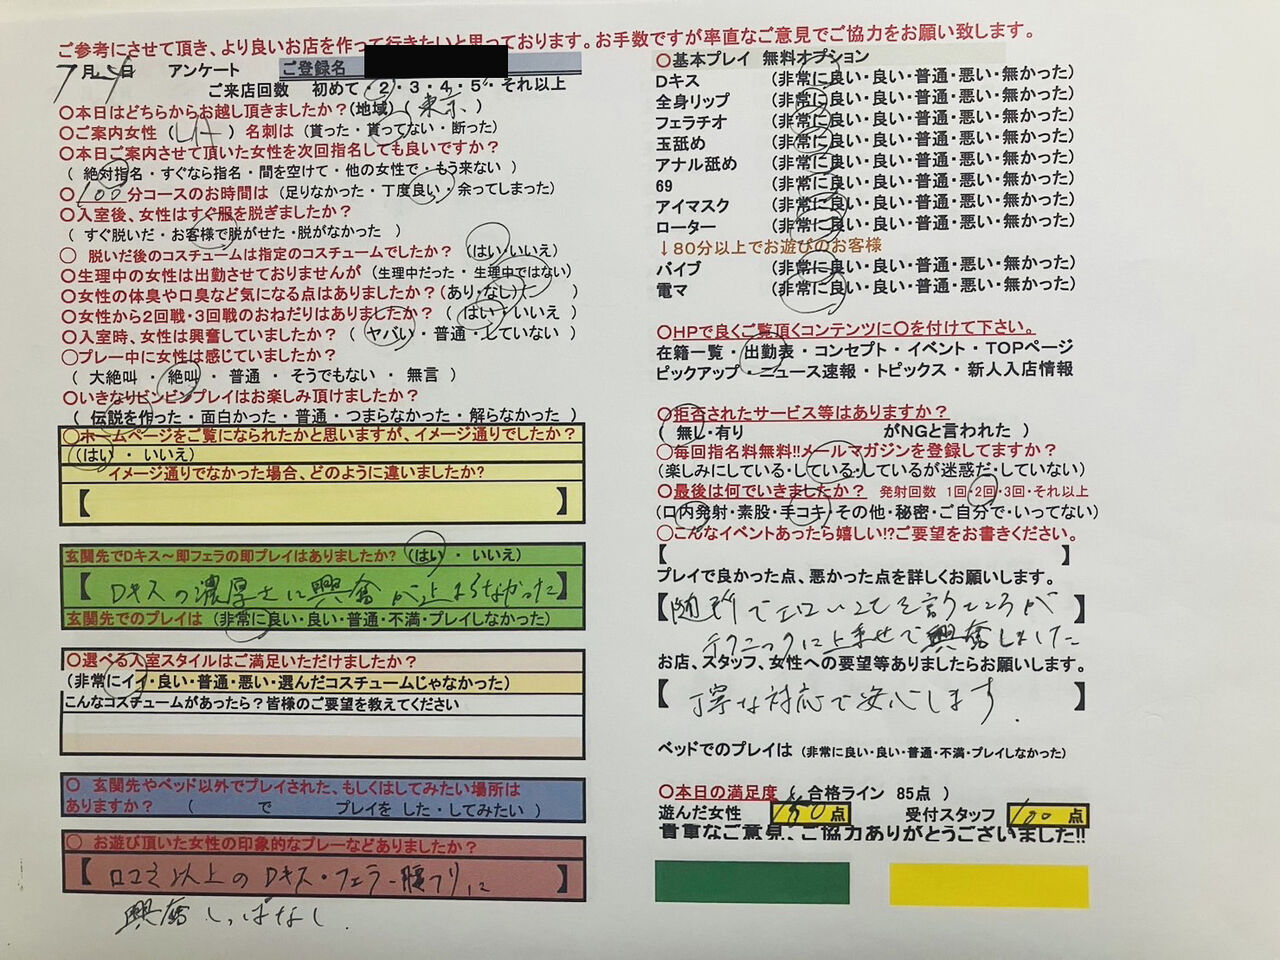 ご参考にさせて頂き、より良いお店を作って行きたいと思っております。お手数ですが率直なご意見でご協力をお願い致します。
7月4日 アンケート ご登録名
ご来店回数 初めて・2・3・4・5・それ以上
〇本日はどちらからお越し頂きましたか?(地域) ( 東京 )
〇ご案内女性 ( ) 名刺は (貰った・貰ってない・断った)
〇本日ご案内させて頂いた女性を次回指名しても良いですか?
( 絶対指名・すぐなら指名・間を空けて・他の女性で・もう来ない )
〇 100分コースのお時間は (足りなかった・丁度良い・余ってしまった)
〇入室後、女性はすぐ服を脱ぎましたか?
( すぐ脱いだ・お客様で脱がせた・脱がなかった )
〇 脱いだ後のコスチュームは指定のコスチュームでしたか? (はい・いいえ)
〇生理中の女性は出勤させておりませんが (生理中だった・生理中ではない)
〇女性の体臭や口臭など気になる点はありましたか?(あり・なし)( )
〇女性から2回戦・3回戦のおねだりはありましたか? ( はい・いいえ )
〇入室時、女性は興奮していましたか? ( ヤバい・普通・していない )
〇プレー中に女性は感じていましたか?
( 大絶叫・絶叫・普通・そうでもない・無言 )
〇いきなりビンビンプレイはお楽しみ頂けましたか?
( 伝説を作った・面白かった・普通・つまらなかった・解らなかった )
〇ホームページをご覧になられたかと思いますが、イメージ通りでしたか?
(はい ・ いいえ)
イメージ通りでなかった場合、どのように違いましたか?
【 】
玄関先でDキス～即フェラの即プレイはありましたか? (はい ・ いいえ)
【 Dキスの濃厚さに興奮が止まらなかった 】
玄関先でのプレイは (非常に良い・良い・普通・不満・プレイしなかった)
〇選べる入室スタイルはご満足いただけましたか?
(非常にイイ・良い・普通・悪い・選んだコスチュームじゃなかった)
こんなコスチュームがあったら?皆様のご要望を教えてください
〇 玄関先やベッド以外でプレイされた、もしくはしてみたい場所は
ありますか? ( で プレイを した・してみたい )
〇 お遊び頂いた女性の印象的なプレーなどありましたか?
【 口コミ以上のDキス・フェラ・腰フリに 】
興奮しっぱなし.
〇基本プレイ 無料オプション
Dキス (非常に良い・良い・普通・悪い・無かった)
全身リップ (非常に良い・良い・普通・悪い・無かった)
フェラチオ (非常に良い・良い・普通・悪い・無かった)
玉舐め (非常に良い・良い・普通・悪い・無かった)
アナル舐め (非常に良い・良い・普通・悪い・無かった)
69 (非常に良い・良い・普通・悪い・無かった)
アイマスク (非常に良い・良い・普通・悪い・無かった)
ローター (非常に良い・良い・普通・悪い・無かった)
↓80分以上でお遊びのお客様
バイブ (非常に良い・良い・普通・悪い・無かった)
電マ (非常に良い・良い・普通・悪い・無かった)
〇HPで良くご覧頂くコンテンツに〇を付けて下さい。
在籍一覧・出勤表・コンセプト・イベント・TOPページ
ピックアップ・ニュース速報・トピックス・新人入店情報
〇拒否されたサービス等はありますか?
( 無し・有り がNGと言われた )
〇毎回指名料無料!!メールマガジンを登録してますか?
(楽しみにしている・している・しているが迷惑だ・していない)
〇最後は何でいきましたか? 発射回数 1回・2回・3回・それ以上
(口内発射・素股・手コキ・その他・秘密・ご自分で・いってない)
〇こんなイベントあったら嬉しい!?ご要望をお書きください。
【 】
プレイで良かった点、悪かった点を詳しくお願いします。
【随所でエロいことを言うところが 】
テクニックに上乗せで興奮しました
お店、スタッフ、女性への要望等ありましたらお願いします。
【 丁寧な対応で安心します. 】
ベッドでのプレイは (非常に良い・良い・普通・不満・プレイしなかった)
〇本日の満足度 ( 合格ライン 85点 )
遊んだ女性 150点 受付スタッフ 100点
貴重なご意見、ご協力ありがとうございました!!